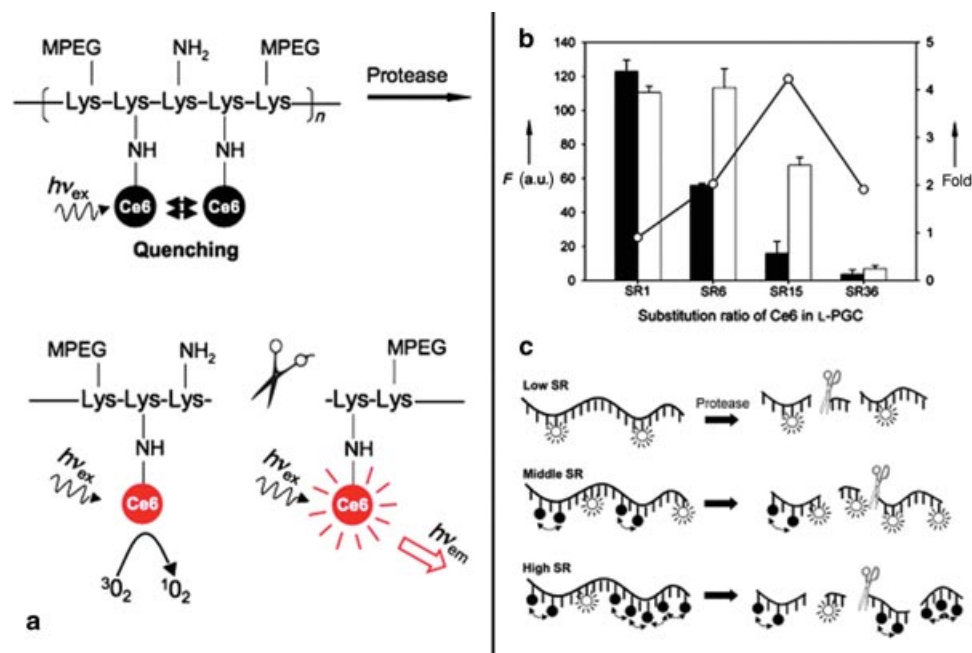 MPEG NH₂ MPEG
Lys-Lys-Lys-Lys-Lys n
Protease
NH NH
hνex Ce6 Ce6
Quenching
MPEG NH₂ MPEG
Lys-Lys-Lys- -Lys-Lys
NH NH
hνex Ce6 hνex Ce6
hνem
³O₂ ¹O₂
a
b
140 5
120
100 4
80 3
F (a.u.) Fold
60 2
40
20 1
0 0
SR1 SR6 SR15 SR36
Substitution ratio of Ce6 in L-PGC
c
Low SR
Protease
Middle SR
High SR